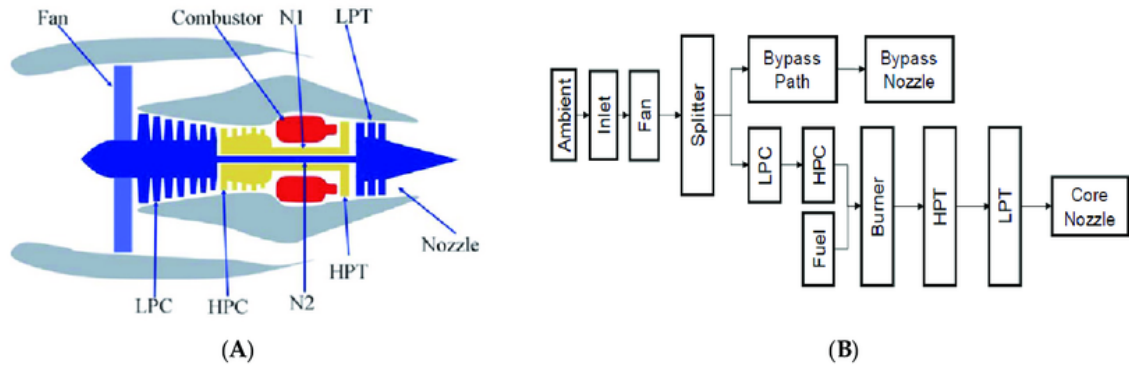 Fan
Combustor
N1
LPT
Nozzle
HPT
N2
HPC
LPC
(A)
Ambient
Inlet
Fan
Splitter
Bypass
Path
Bypass
Nozzle
LPC
HPC
Fuel
Burner
HPT
LPT
Core
Nozzle
(B)